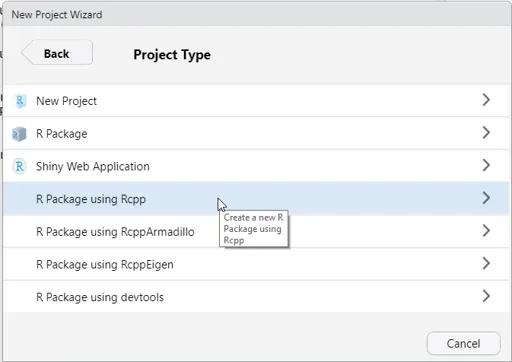 New Project Wizard
Back
Project Type
New Project
R Package
R
Shiny Web Application
R Package using Rcpp
Create a new R
Package using
Rcpp
R Package using RcppArmadillo
R Package using RcppEigen
R Package using devtools
Cancel